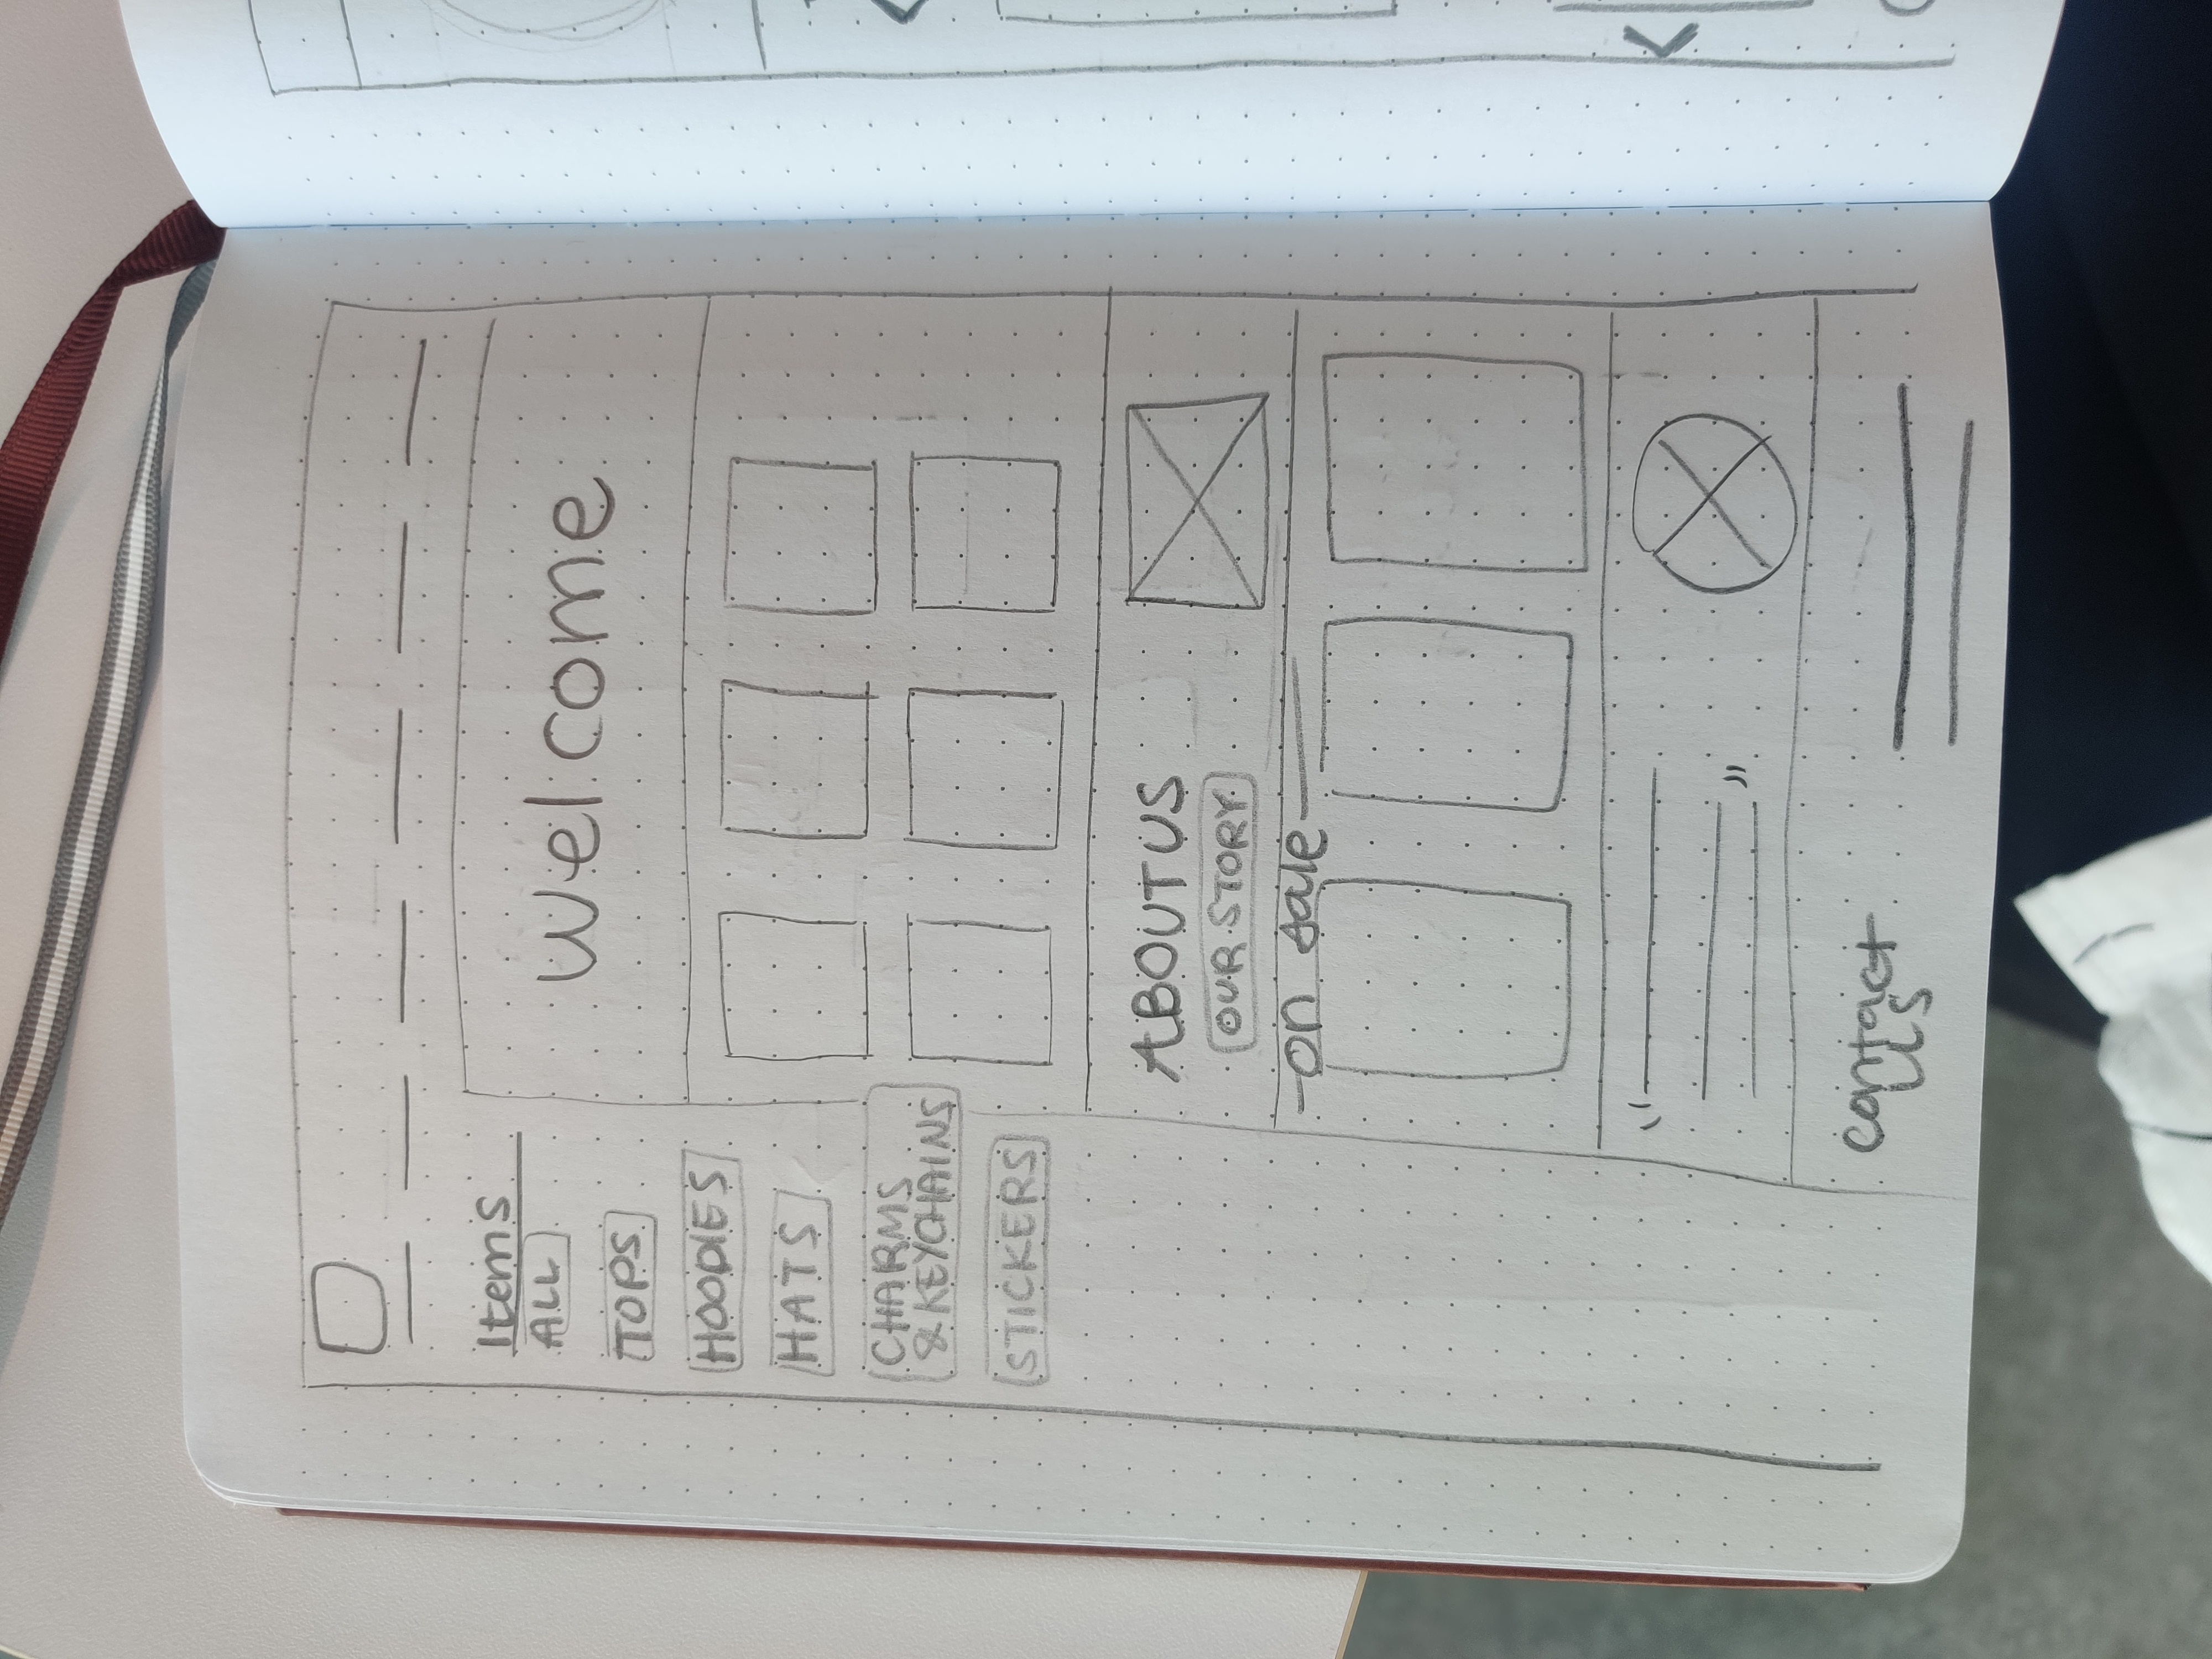 Items
ALL
TOPS
HOODIES
HATS
CHARMS
& KEYCHAINS
STICKERS
Welcome
ABOUT US
OUR STORY
on sale
" "
Contact
US